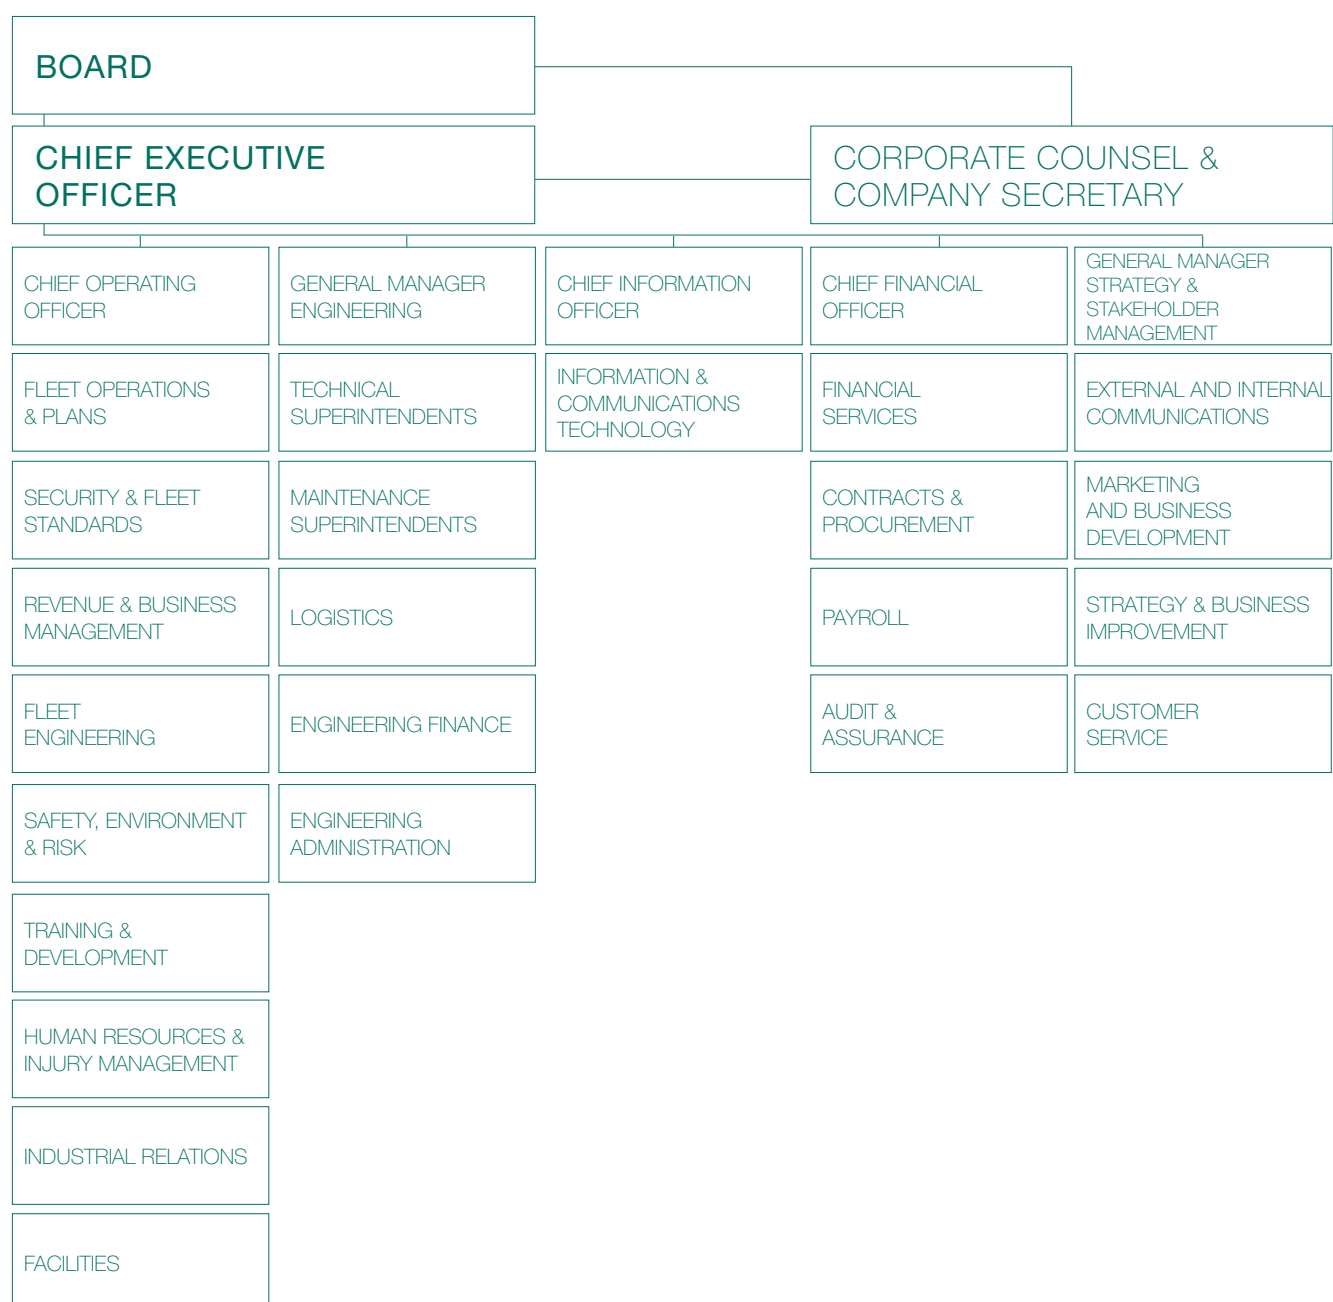 BOARD
CHIEF EXECUTIVE
OFFICER
CORPORATE COUNSEL &
COMPANY SECRETARY
CHIEF OPERATING
OFFICER
GENERAL MANAGER
ENGINEERING
CHIEF INFORMATION
OFFICER
CHIEF FINANCIAL
OFFICER
GENERAL MANAGER
STRATEGY &
STAKEHOLDER
MANAGEMENT
FLEET OPERATIONS
& PLANS
TECHNICAL
SUPERINTENDENTS
INFORMATION &
COMMUNICATIONS
TECHNOLOGY
FINANCIAL
SERVICES
EXTERNAL AND INTERNAL
COMMUNICATIONS
SECURITY & FLEET
STANDARDS
MAINTENANCE
SUPERINTENDENTS
CONTRACTS &
PROCUREMENT
MARKETING
AND BUSINESS
DEVELOPMENT
REVENUE & BUSINESS
MANAGEMENT
LOGISTICS
PAYROLL
STRATEGY & BUSINESS
IMPROVEMENT
FLEET
ENGINEERING
ENGINEERING FINANCE
AUDIT &
ASSURANCE
CUSTOMER
SERVICE
SAFETY, ENVIRONMENT
& RISK
ENGINEERING
ADMINISTRATION
TRAINING &
DEVELOPMENT
HUMAN RESOURCES &
INJURY MANAGEMENT
INDUSTRIAL RELATIONS
FACILITIES